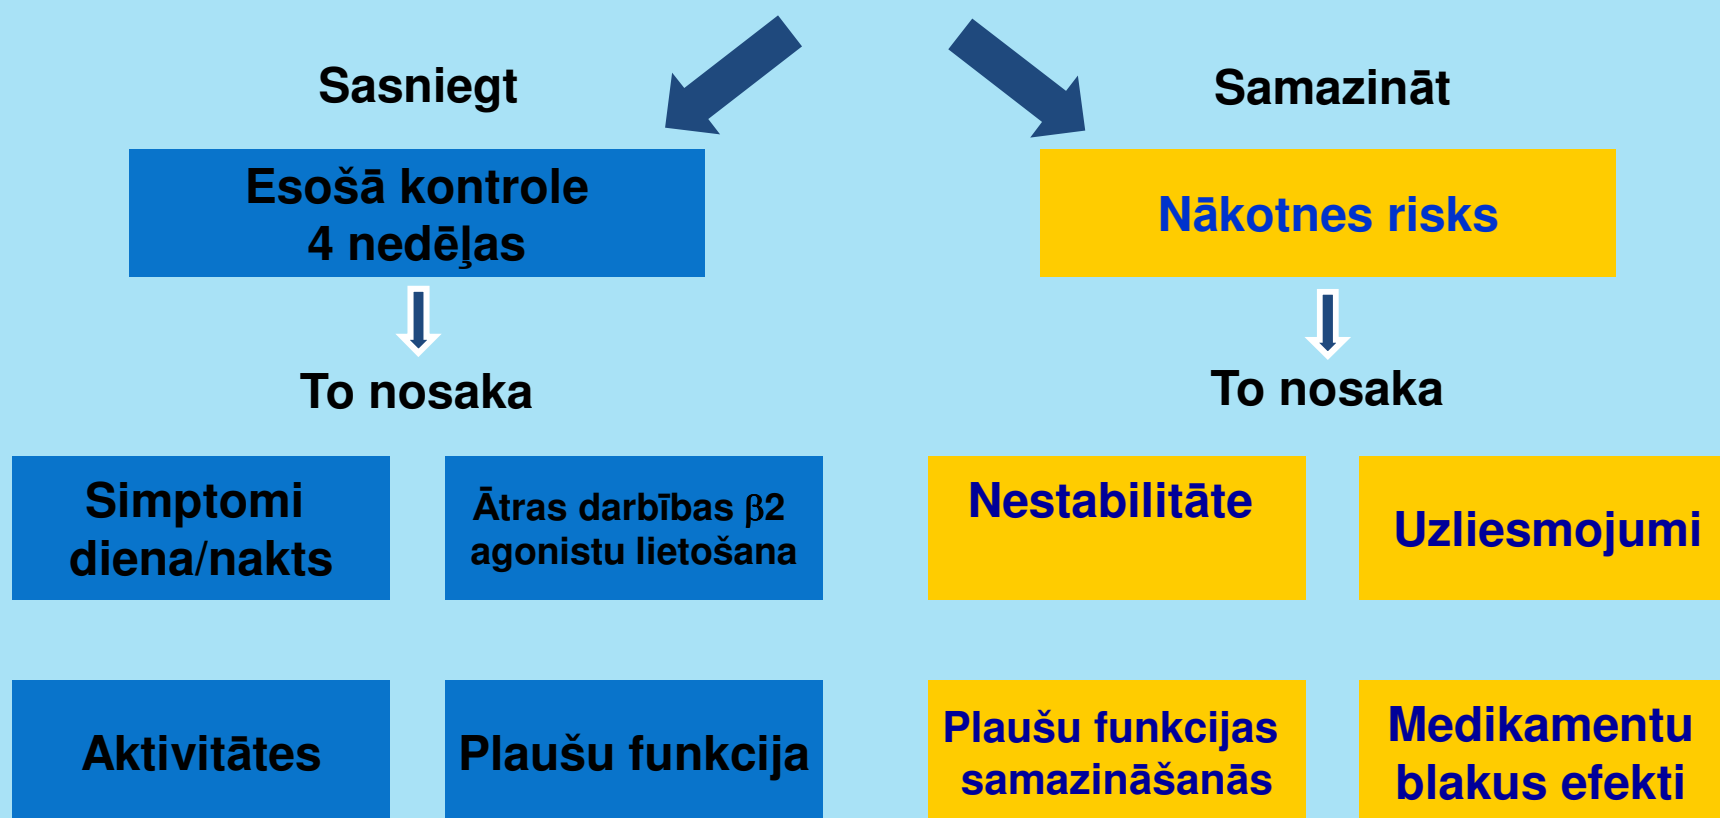 Sasniegt
Esošā kontrole
4 nedēļas
To nosaka
Simptomi
diena/nakts
Ātras darbības β2
agonistu lietošana
Aktivitātes
Plaušu funkcija
Samazināt
Nākotnes risks
To nosaka
Nestabilitāte
Uzliesmojumi
Plaušu funkcijas
samazināšanās
Medikamentu
blakus efekti